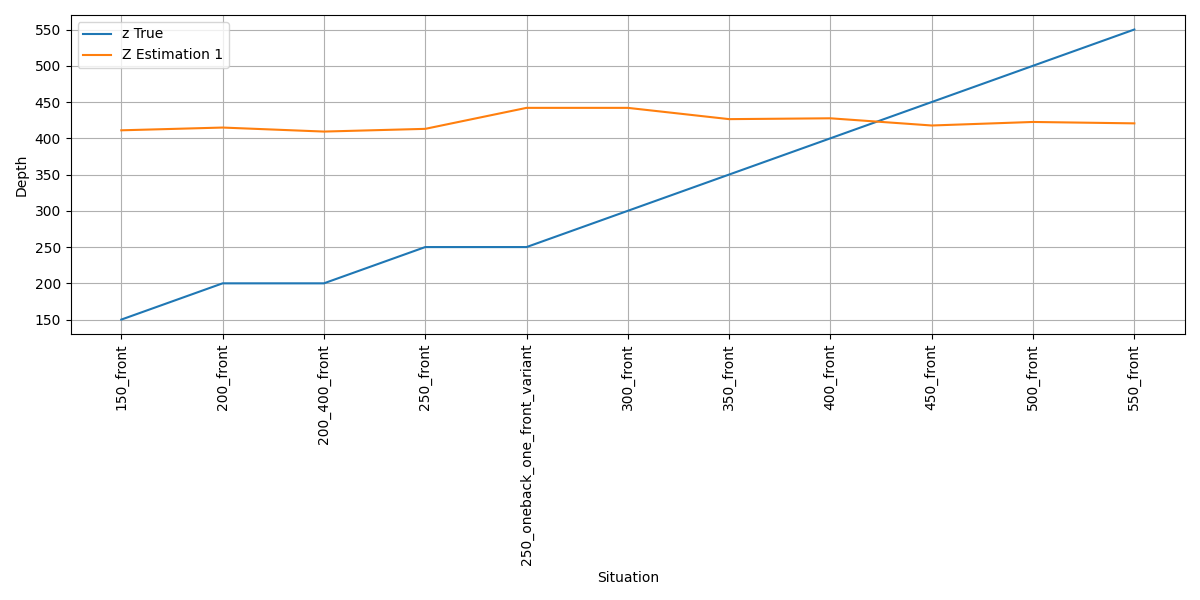 z True
Z Estimation 1
550
500
450
400
350
300
250
200
150
Depth
150_front
200_front
200_400_front
250_front
250_oneback_one_front_variant
300_front
350_front
400_front
450_front
500_front
550_front
Situation